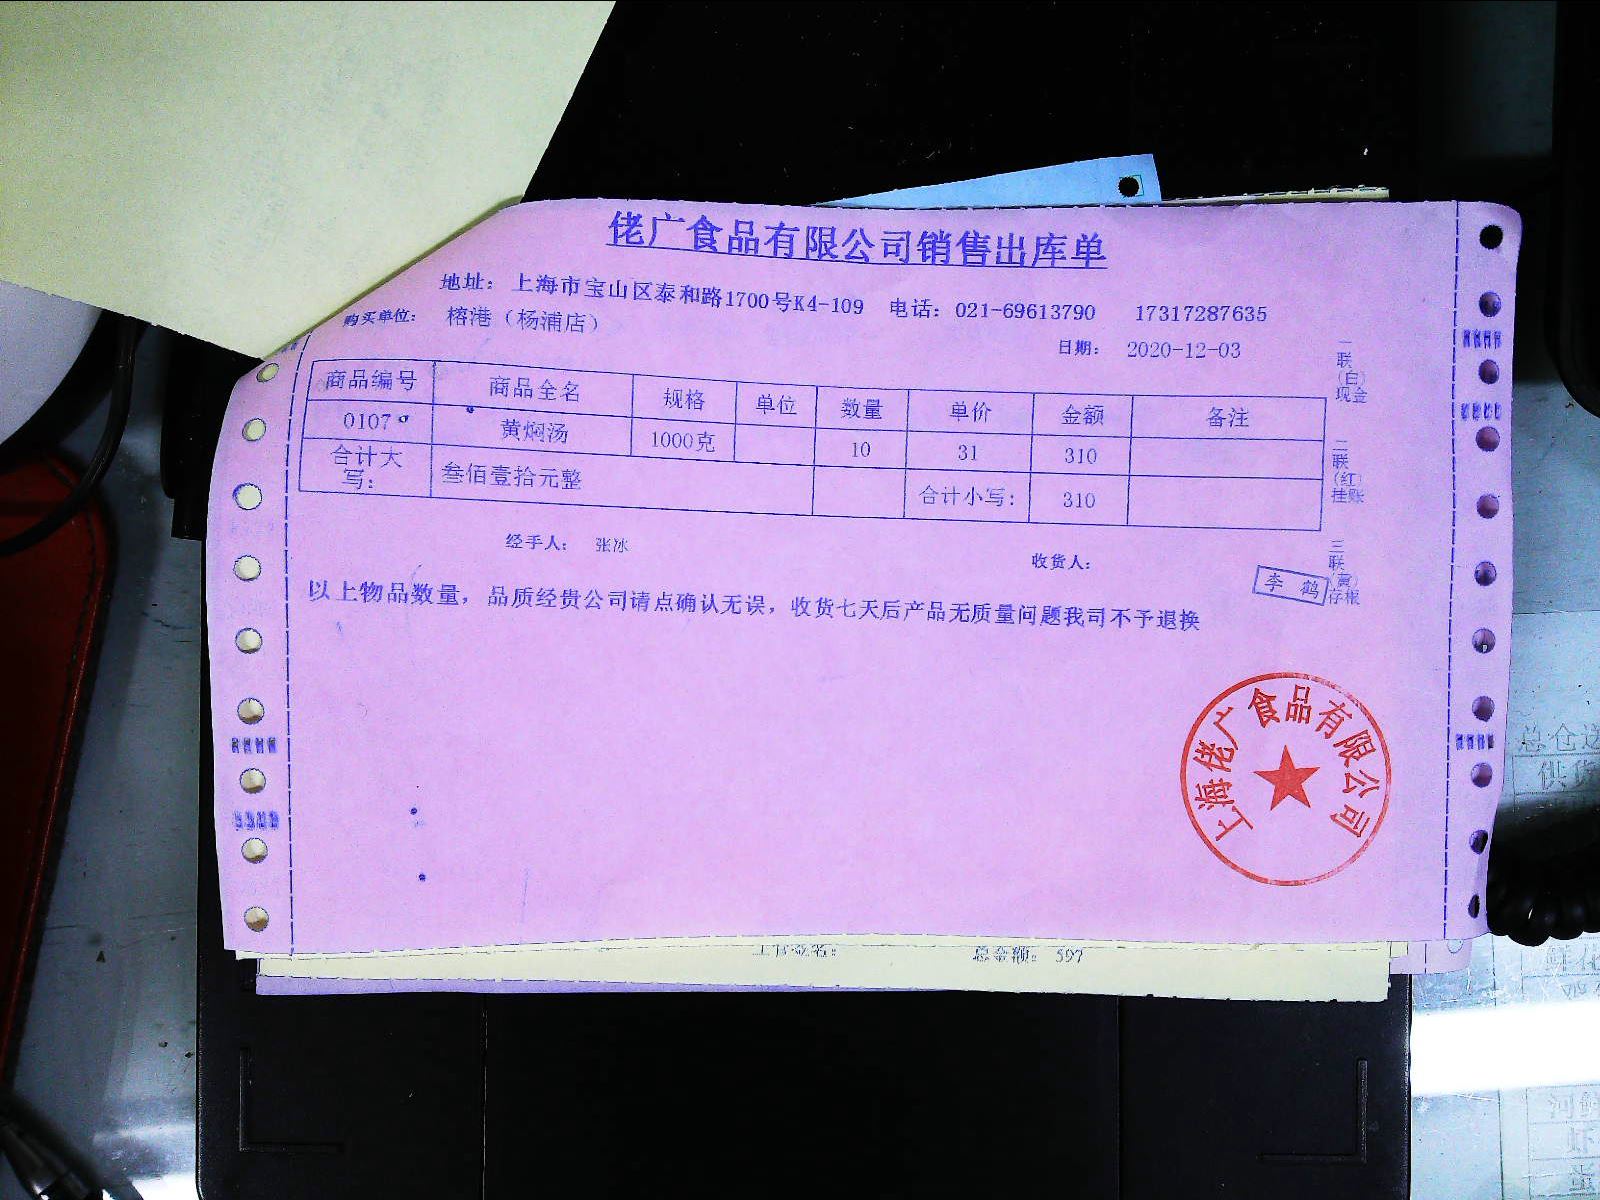 佬广食品有限公司销售出库单
地址：上海市宝山区泰和路1700号K4-109 电话：021-69613790 17317287635
购买单位： 榕港（杨浦店）
日期： 2020-12-03
商品编号 商品全名 规格 单位 数量 单价 金额 备注
0107 黄焖汤 1000克 10 31 310
合计大写： 叁佰壹拾元整 合计小写： 310
经手人： 张冰 收货人：
李鹤
以上物品数量，品质经贵公司请点确认无误，收货七天后产品无质量问题我司不予退换
一联（白）现金
二联（红）挂账
三联（黄）存根
上海佬广食品有限公司
总金额：597
总仓送
供货